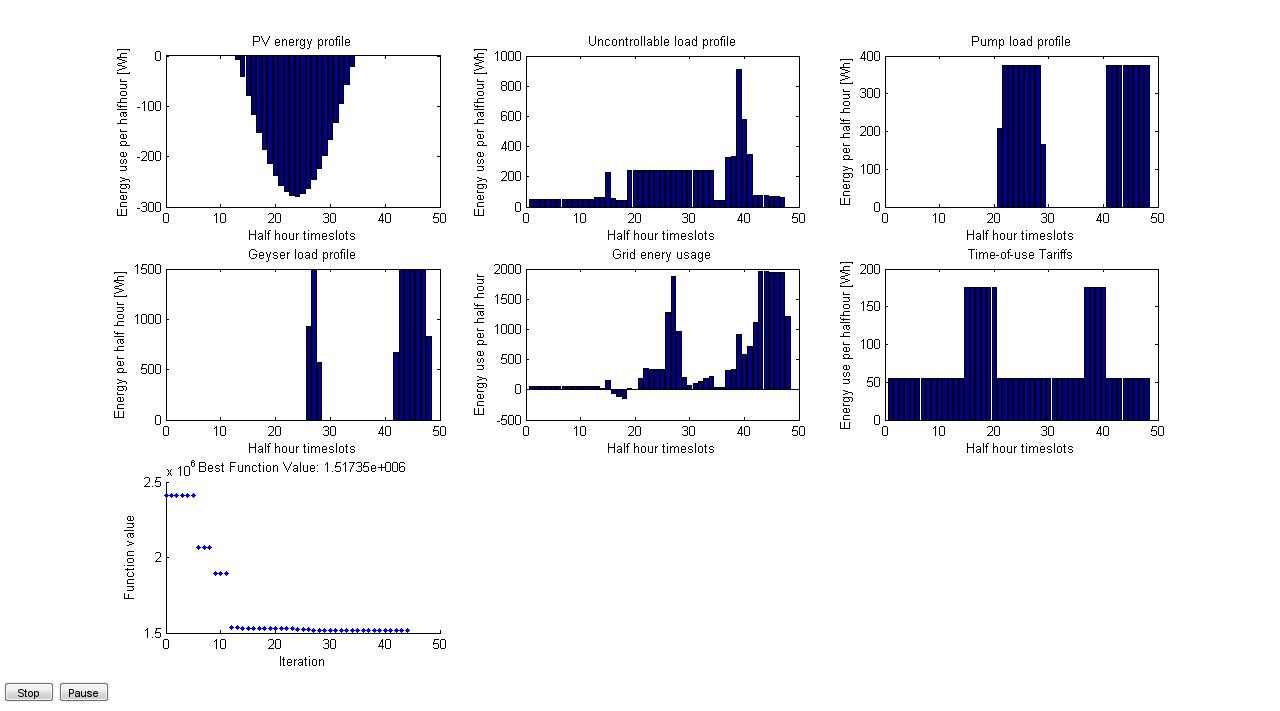 PV energy profile
Energy use per halfhour [Wh]
0
-100
-200
-300
0 10 20 30 40 50
Half hour timeslots
Uncontrollable load profile
Energy use per halfhour [Wh]
1000
800
600
400
200
0
0 10 20 30 40 50
Half hour timeslots
Pump load profile
Energy per half hour [Wh]
400
300
200
100
0
0 10 20 30 40 50
Half hour timeslots
Geyser load profile
Energy per half hour [Wh]
1500
1000
500
0
0 10 20 30 40 50
Half hour timeslots
Grid enery usage
Energy use per half hour
2000
1500
1000
500
0
-500
0 10 20 30 40 50
Half hour timeslots
Time-of-use Tariffs
Energy use per halfhour [Wh]
200
150
100
50
0
0 10 20 30 40 50
Half hour timeslots
x 10^6 Best Function Value: 1.51735e+006
Function value
2.5
2
1.5
0 10 20 30 40 50
Iteration
Stop Pause